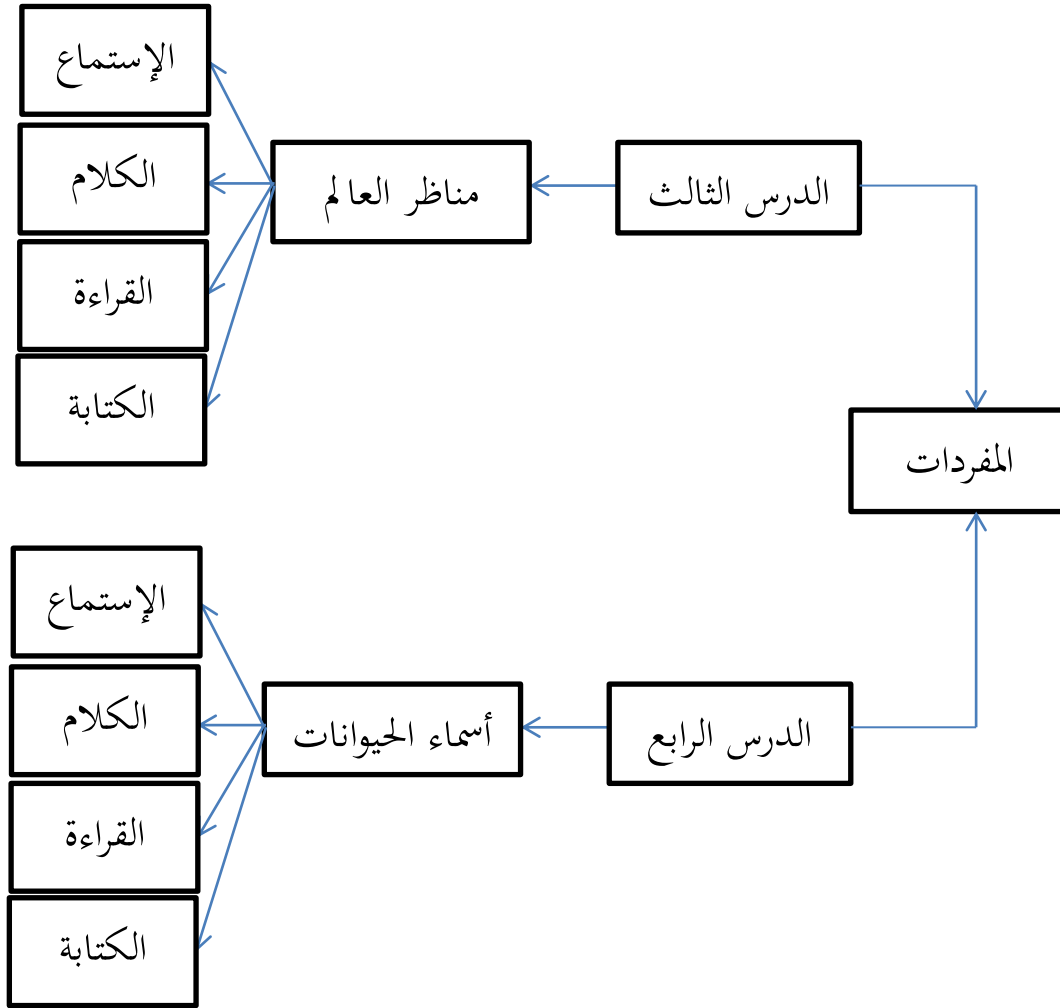 الدرس الثالث
مناظر العالم
الإستماع
الكلام
القراءة
الكتابة
المفردات
الدرس الرابع
أسماء الحيوانات
الإستماع
الكلام
القراءة
الكتابة